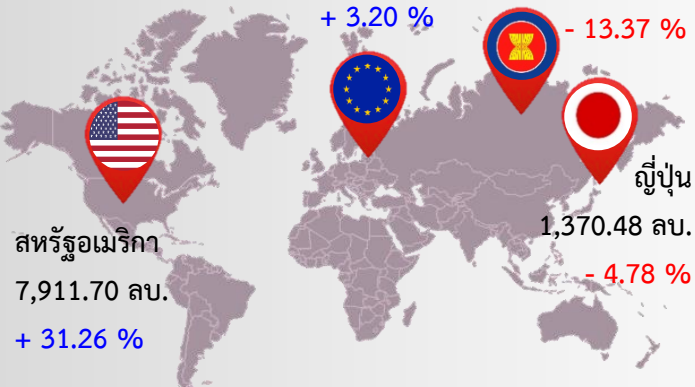 + 3.20 %
- 13.37 %
ญี่ปุ่น
1,370.48 ลบ.
- 4.78 %
สหรัฐอเมริกา
7,911.70 ลบ.
+ 31.26 %